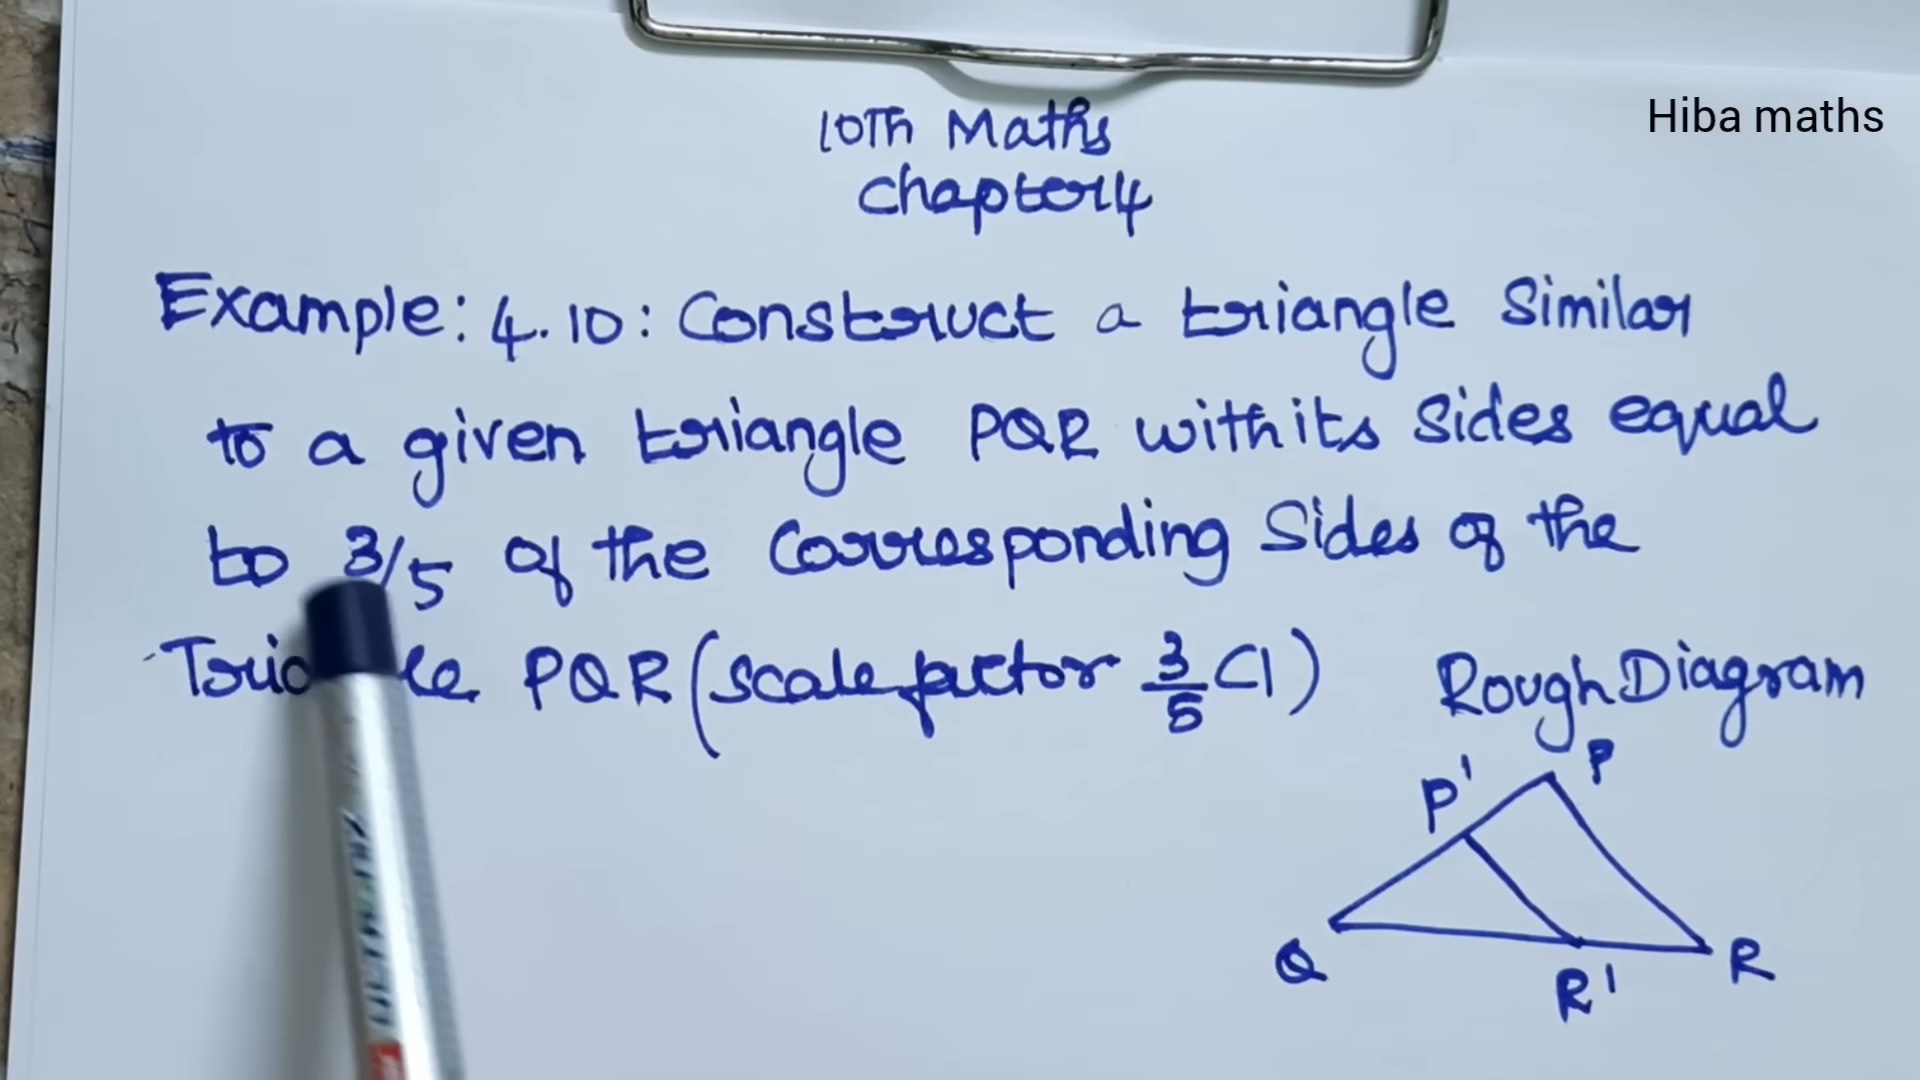 Hiba maths
10Th Maths
Chapter 4
Example: 4.10: Construct a triangle Similar
to a given triangle PQR with its Sides equal
to 3/5 of the Corresponding Sides of the
PQR (scale factor 3/5 <1) Rough Diagram
P' P
Q R
R'